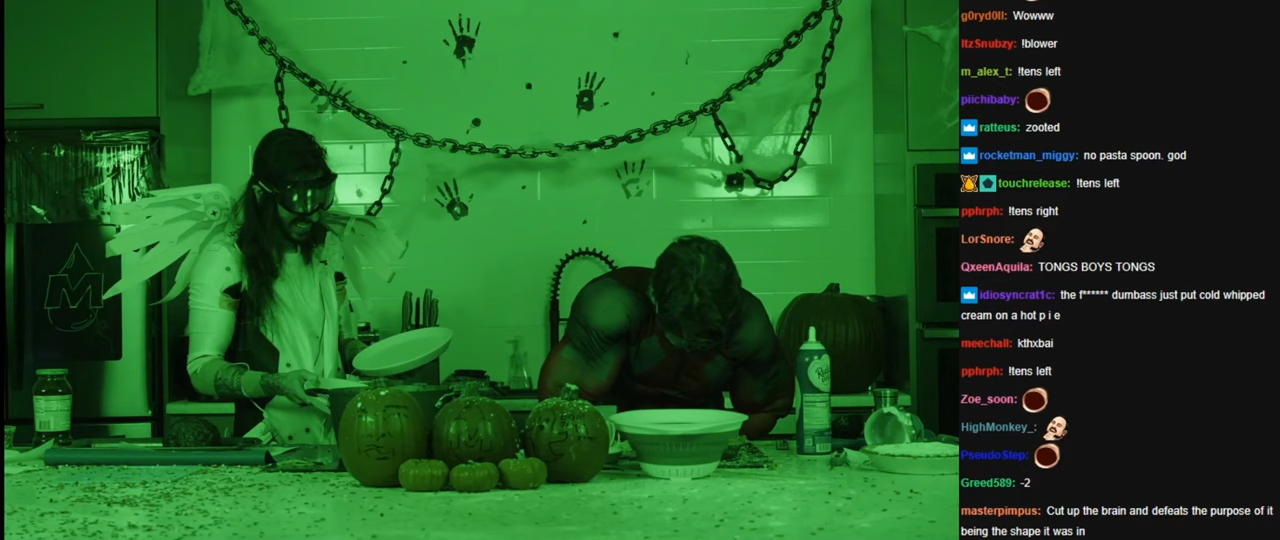 g0ryd0ll: Wowww
ItzSnubzy: !blower
m_alex_t: !tens left
piichibaby:
ratteus: zooted
rocketman_miggy: no pasta spoon. god
touchrelease: !tens left
pphrph: !tens right
LorSnore:
QxeenAquila: TONGS BOYS TONGS
idiosyncrat1c: the f****** dumbass just put cold whipped
cream on a hot p i e
meechall: kthxbai
pphrph: !tens left
Zoe_soon:
HighMonkey_:
PseudoStep:
Greed589: -2
masterpimpus: Cut up the brain and defeats the purpose of it
being the shape it was in
M